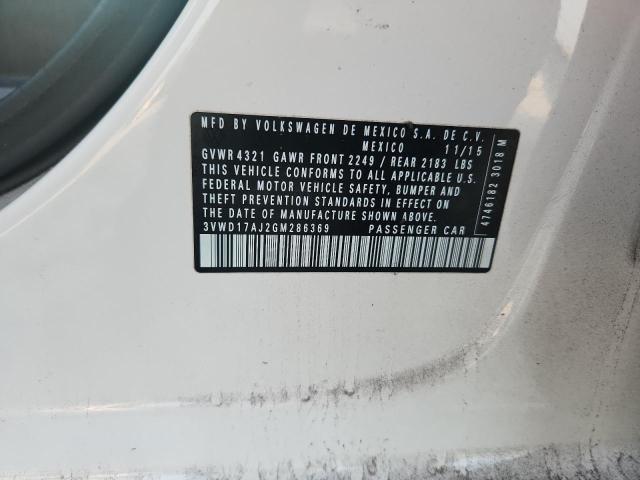 MFD BY VOLKSWAGEN DE MEXICO S.A. DE C.V.
MEXICO 11/15
GVWR 4321 GAWR FRONT 2249 / REAR 2183 LBS
THIS VEHICLE CONFORMS TO ALL APPLICABLE U.S.
FEDERAL MOTOR VEHICLE SAFETY, BUMPER AND
THEFT PREVENTION STANDARDS IN EFFECT ON
THE DATE OF MANUFACTURE SHOWN ABOVE.
3VWD17AJ2GM286369 PASSENGER CAR
4746182 3018 M